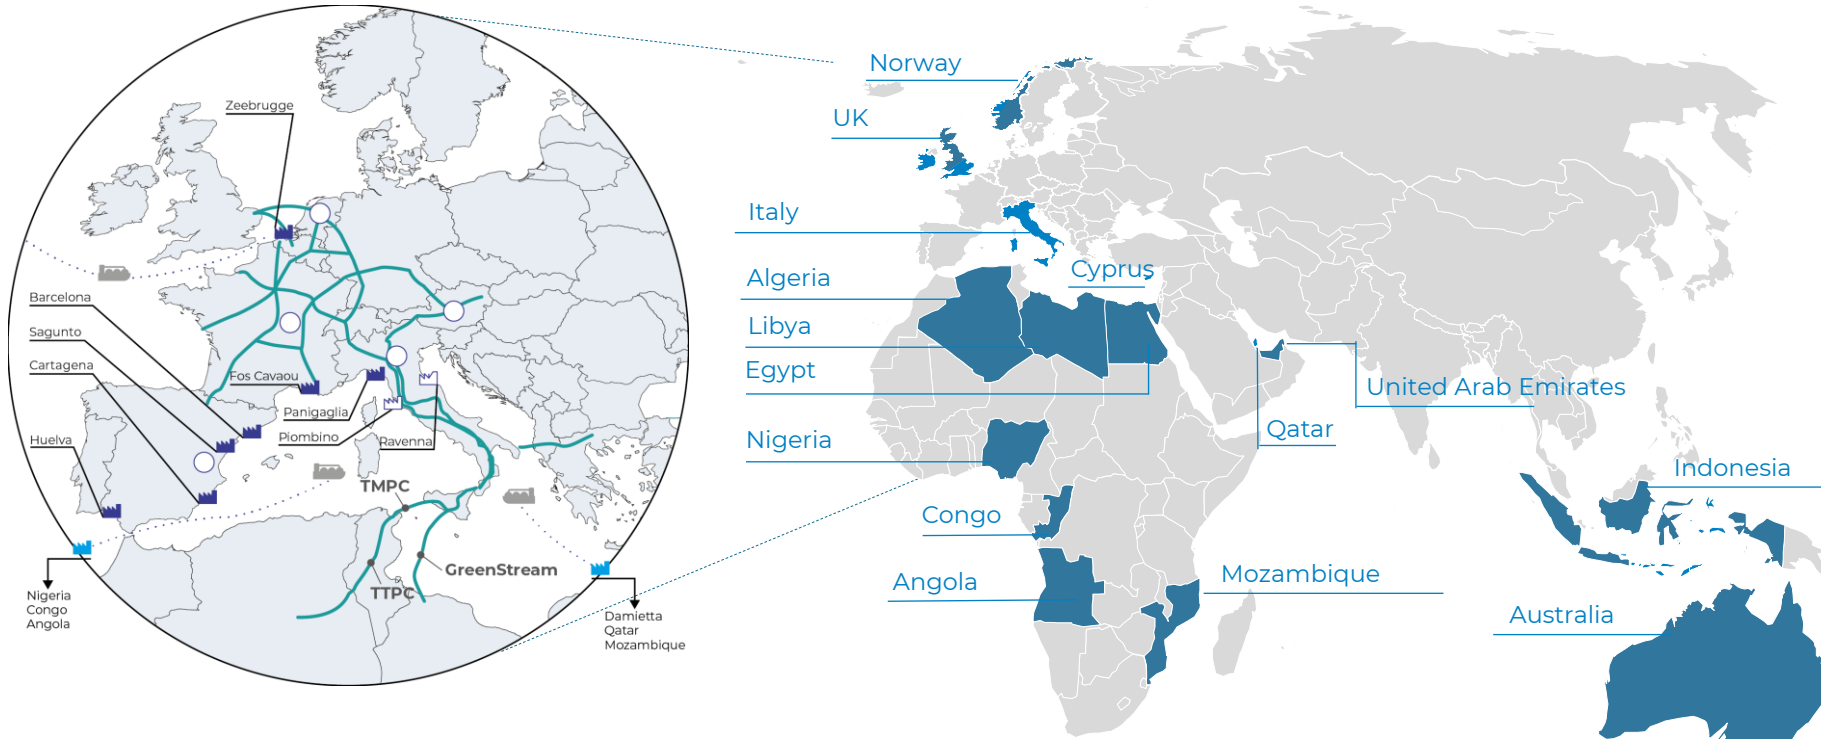 Zeebrugge
Barcelona
Sagunto
Cartagena
Fos Cavaou
Panigaglia
Piombino
Ravenna
Huelva
TMPC
GreenStream
TTPC
Nigeria
Congo
Angola
Damietta
Qatar
Mozambique
Norway
UK
Italy
Cyprus
Algeria
Libya
Egypt
United Arab Emirates
Qatar
Nigeria
Indonesia
Congo
Angola
Mozambique
Australia